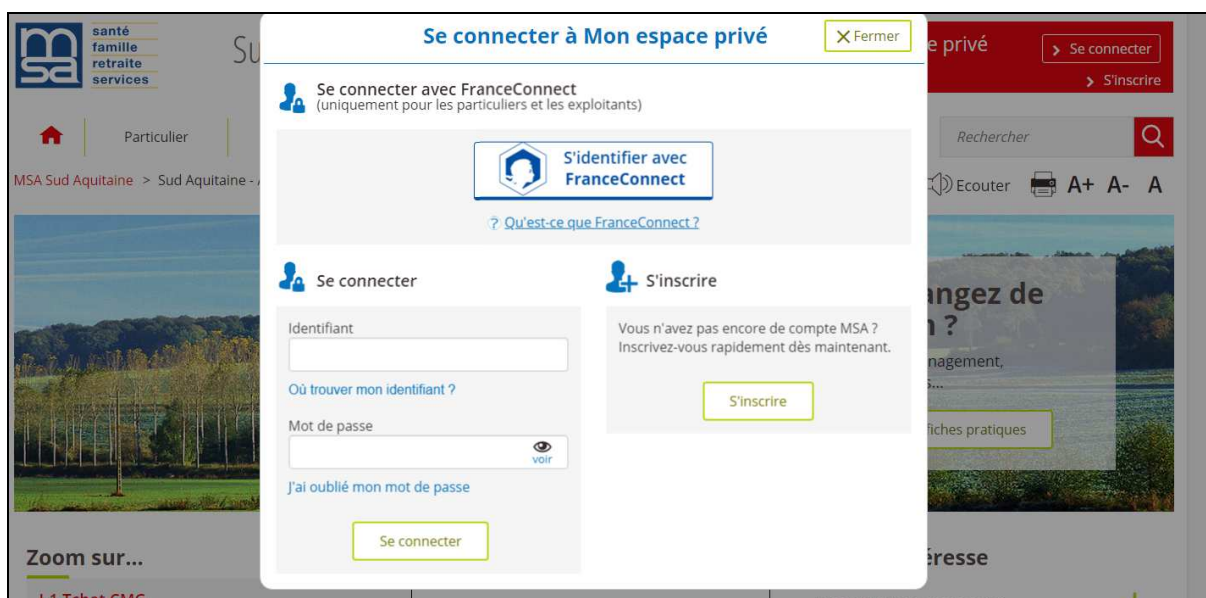 santé
famille
retraite
services
Su
Se connecter à Mon espace privé
Fermer
e privé
Se connecter
S'inscrire
Se connecter avec FranceConnect
(uniquement pour les particuliers et les exploitants)
Particulier
Rechercher
S'identifier avec
FranceConnect
MSA Sud Aquitaine > Sud Aquitaine -
Ecouter A+ A- A
? Qu'est-ce que FranceConnect ?
Se connecter
S'inscrire
Identifiant
Vous n'avez pas encore de compte MSA ?
Inscrivez-vous rapidement dès maintenant.
Où trouver mon identifiant ?
S'inscrire
Mot de passe
voir
J'ai oublié mon mot de passe
Se connecter
angez de
?
nagement,
iches pratiques
Zoom sur...
éresse
msa